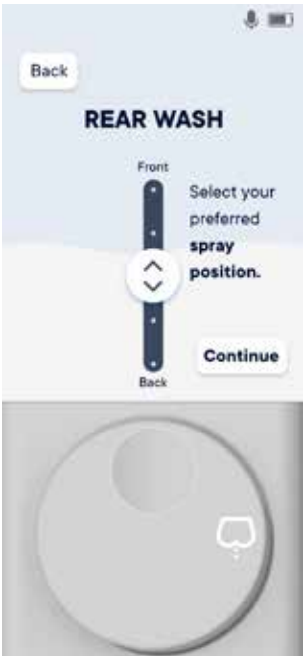 Back
REAR WASH
Front
Select your
preferred
spray
position.
Continue
Back